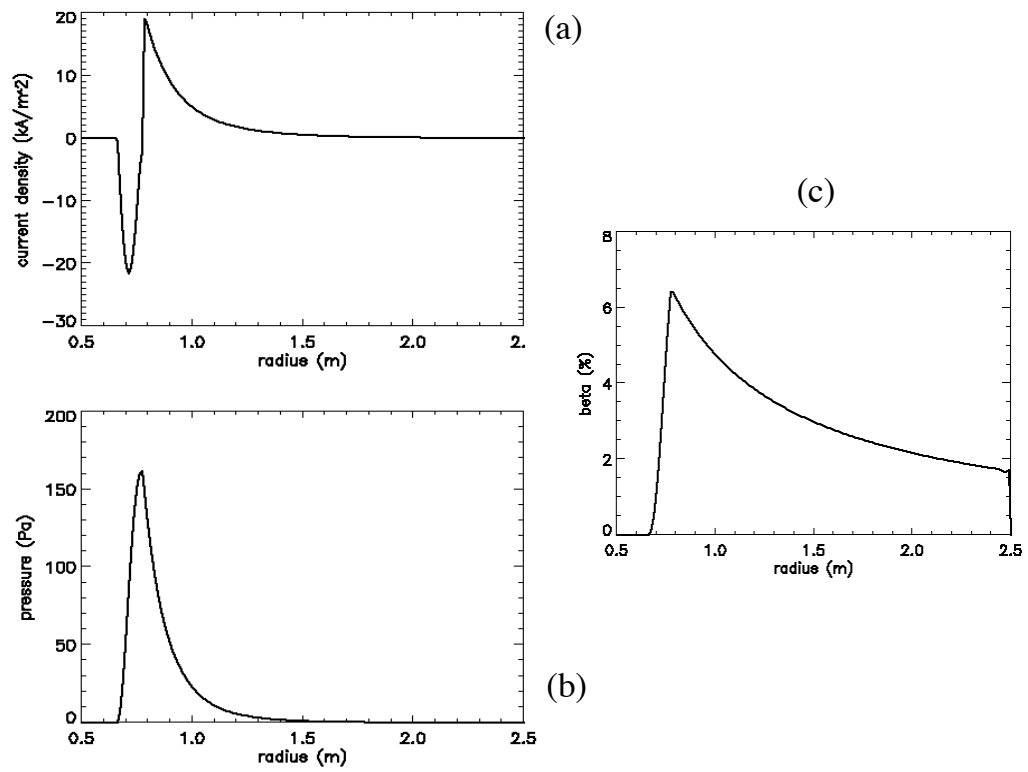 (a)
20
10
0
−10
−20
−30
current density (kA/m^2)
0.5 1.0 1.5 2.0 2.
radius (m)
200
150
100
50
0
pressure (Pa)
0.5 1.0 1.5 2.0 2.5
radius (m)
(b)
(c)
8
6
4
2
0
beta (%)
0.5 1.0 1.5 2.0 2.5
radius (m)